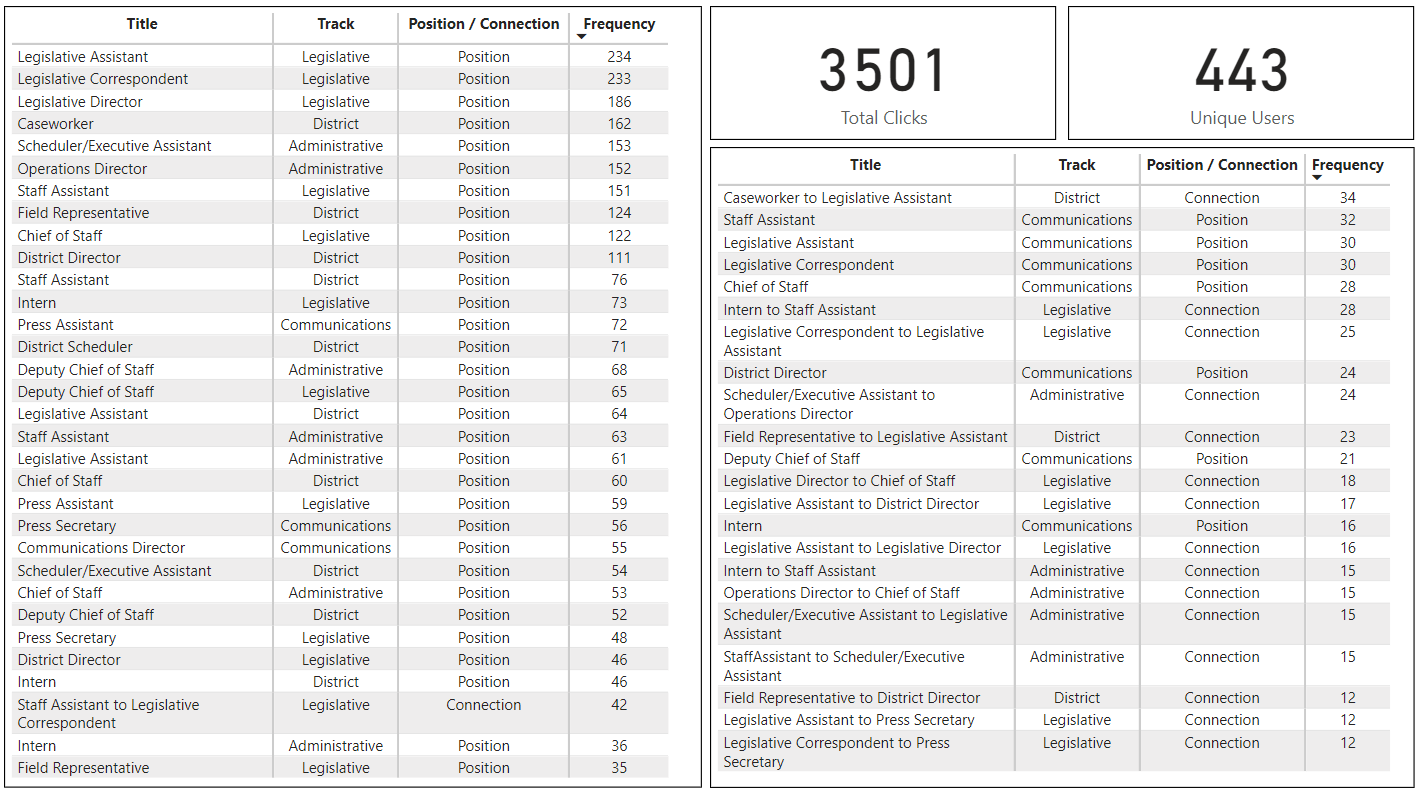 Title Track Position / Connection Frequency
Legislative Assistant Legislative Position 234
Legislative Correspondent Legislative Position 233
Legislative Director Legislative Position 186
Caseworker District Position 162
Scheduler/Executive Assistant Administrative Position 153
Operations Director Administrative Position 152
Staff Assistant Legislative Position 151
Field Representative District Position 124
Chief of Staff Legislative Position 122
District Director District Position 111
Staff Assistant District Position 76
Intern Legislative Position 73
Press Assistant Communications Position 72
District Scheduler District Position 71
Deputy Chief of Staff Administrative Position 68
Deputy Chief of Staff Legislative Position 65
Legislative Assistant District Position 64
Staff Assistant Administrative Position 63
Legislative Assistant Administrative Position 61
Chief of Staff District Position 60
Press Assistant Legislative Position 59
Press Secretary Communications Position 56
Communications Director Communications Position 55
Scheduler/Executive Assistant District Position 54
Chief of Staff Administrative Position 53
Deputy Chief of Staff District Position 52
Press Secretary Legislative Position 48
District Director Legislative Position 46
Intern District Position 46
Staff Assistant to Legislative Legislative Connection 42
Correspondent
Intern Administrative Position 36
Field Representative Legislative Position 35
3501
Total Clicks
443
Unique Users
Title Track Position / Connection Frequency
Caseworker to Legislative Assistant District Connection 34
Staff Assistant Communications Position 32
Legislative Assistant Communications Position 30
Legislative Correspondent Communications Position 30
Chief of Staff Communications Position 28
Intern to Staff Assistant Legislative Connection 28
Legislative Correspondent to Legislative Legislative Connection 25
Assistant
District Director Communications Position 24
Scheduler/Executive Assistant to Administrative Connection 24
Operations Director
Field Representative to Legislative Assistant District Connection 23
Deputy Chief of Staff Communications Position 21
Legislative Director to Chief of Staff Legislative Connection 18
Legislative Assistant to District Director Legislative Connection 17
Intern Communications Position 16
Legislative Assistant to Legislative Director Legislative Connection 16
Intern to Staff Assistant Administrative Connection 15
Operations Director to Chief of Staff Administrative Connection 15
Scheduler/Executive Assistant to Legislative Administrative Connection 15
Assistant
StaffAssistant to Scheduler/Executive Administrative Connection 15
Assistant
Field Representative to District Director District Connection 12
Legislative Assistant to Press Secretary Legislative Connection 12
Legislative Correspondent to Press Legislative Connection 12
Secretary